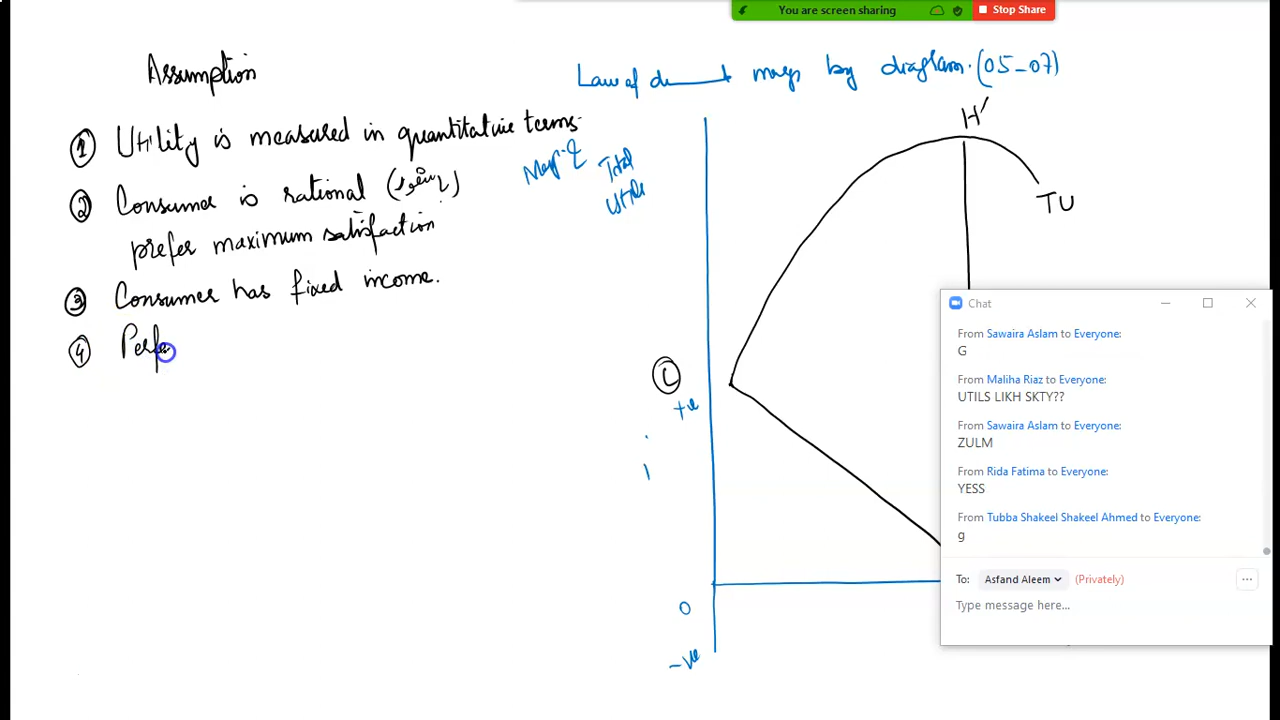 You are screen sharing
Stop Share
Assumption
Law of de mags by diagram. (05-07)
① Utility is measured in quantitative terms.
② Consumer is rational
prefer maximum satisfaction
③ Consumer has fixed income.
④ Perfe
Total
H'
TU
L
+ve
0
-ve
Chat
From Sawaira Aslam to Everyone:
G
From Maliha Riaz to Everyone:
UTILS LIKH SKTY??
From Sawaira Aslam to Everyone:
ZULM
From Rida Fatima to Everyone:
YESS
From Tubba Shakeel Shakeel Ahmed to Everyone:
g
To: Asfand Aleem (Privately)
Type message here...